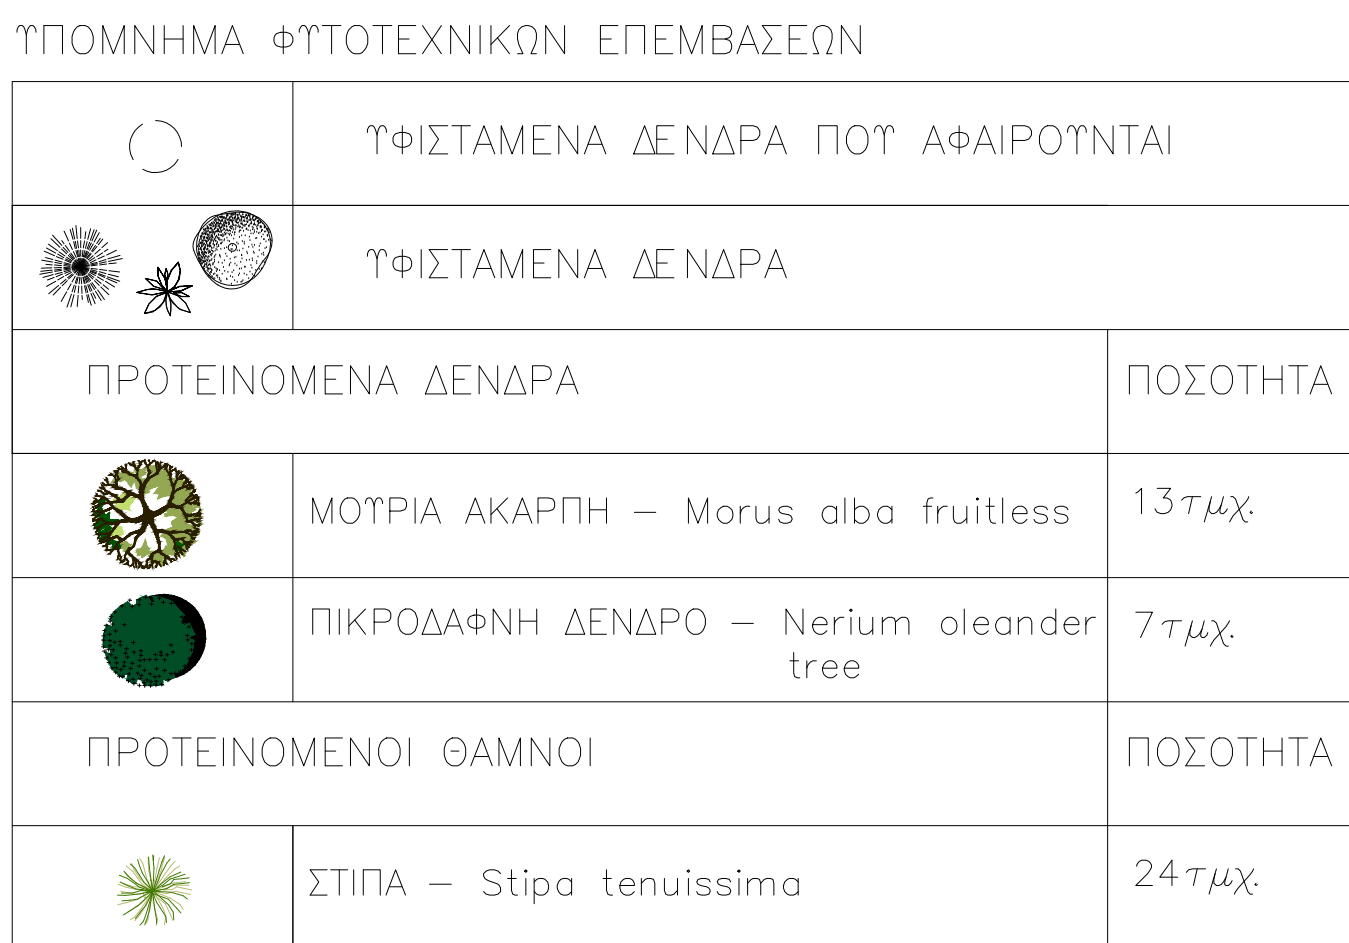 ΥΠΟΜΝΗΜΑ ΦΥΤΟΤΕΧΝΙΚΩΝ ΕΠΕΜΒΑΣΕΩΝ
ΥΦΙΣΤΑΜΕΝΑ ΔΕΝΔΡΑ ΠΟΥ ΑΦΑΙΡΟΥΝΤΑΙ
ΥΦΙΣΤΑΜΕΝΑ ΔΕΝΔΡΑ
ΠΡΟΤΕΙΝΟΜΕΝΑ ΔΕΝΔΡΑ ΠΟΣΟΤΗΤΑ
ΜΟΥΡΙΑ ΑΚΑΡΠΗ – Morus alba fruitless 13τμχ.
ΠΙΚΡΟΔΑΦΝΗ ΔΕΝΔΡΟ – Nerium oleander 7τμχ.
tree
ΠΡΟΤΕΙΝΟΜΕΝΟΙ ΘΑΜΝΟΙ ΠΟΣΟΤΗΤΑ
ΣΤΙΠΑ – Stipa tenuissima 24τμχ.